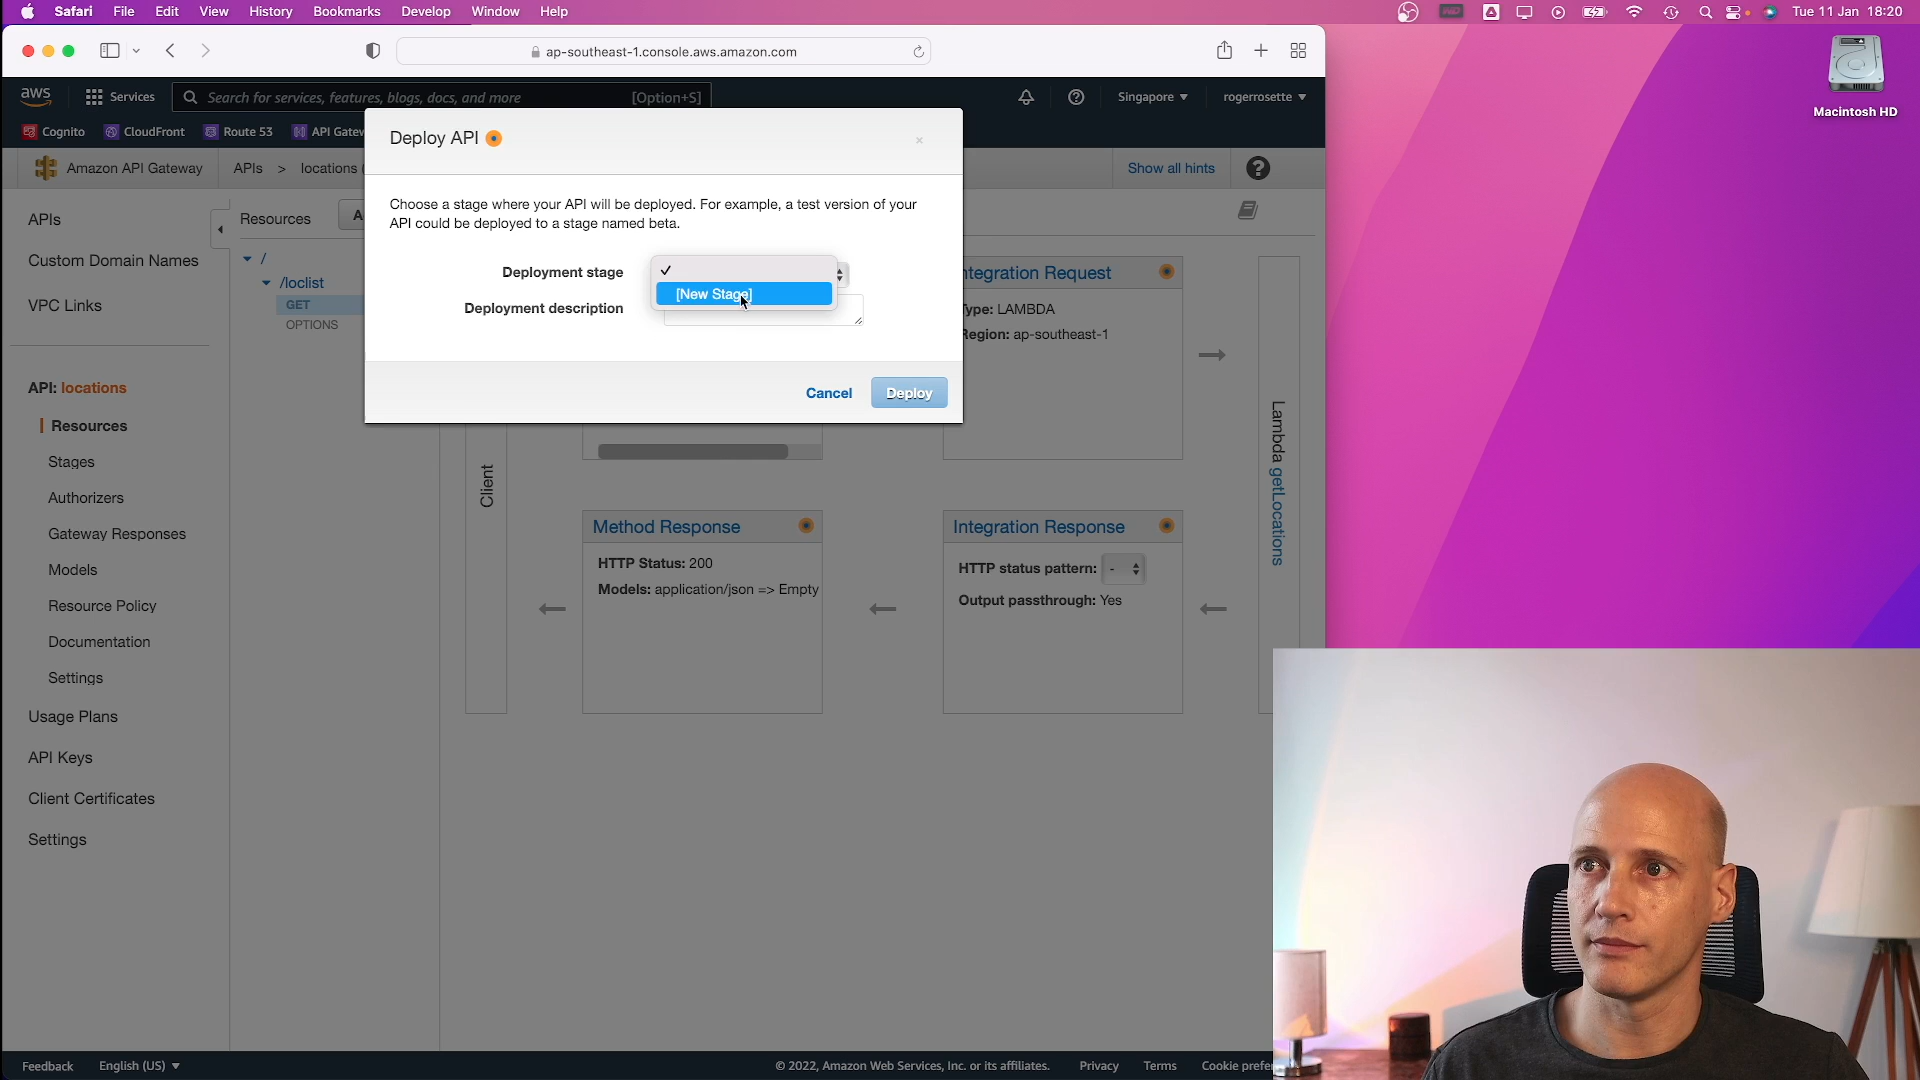 Safari File Edit View History Bookmarks Develop Window Help
Tue 11 Jan 18:20
ap-southeast-1.console.aws.amazon.com
Macintosh HD
aws
Services
Search for services, features, blogs, docs, and more
[Option+S]
Singapore
rogerrosette
Cognito
CloudFront
Route 53
API Gatew
Amazon API Gateway
APIs > locations (
Show all hints
Deploy API
×
Choose a stage where your API will be deployed. For example, a test version of your
API could be deployed to a stage named beta.
Deployment stage
✓
[New Stage]
Deployment description
Cancel
Deploy
APIs
Custom Domain Names
VPC Links
API: locations
Resources
Stages
Authorizers
Gateway Responses
Models
Resource Policy
Documentation
Settings
Usage Plans
API Keys
Client Certificates
Settings
Resources
A
/
/loclist
GET
OPTIONS
Client
ntegration Request
Type: LAMBDA
Region: ap-southeast-1
Method Response
HTTP Status: 200
Models: application/json => Empty
Integration Response
HTTP status pattern: -
Output passthrough: Yes
Lambda getLocations
Feedback
English (US)
© 2022, Amazon Web Services, Inc. or its affiliates.
Privacy
Terms
Cookie prefer